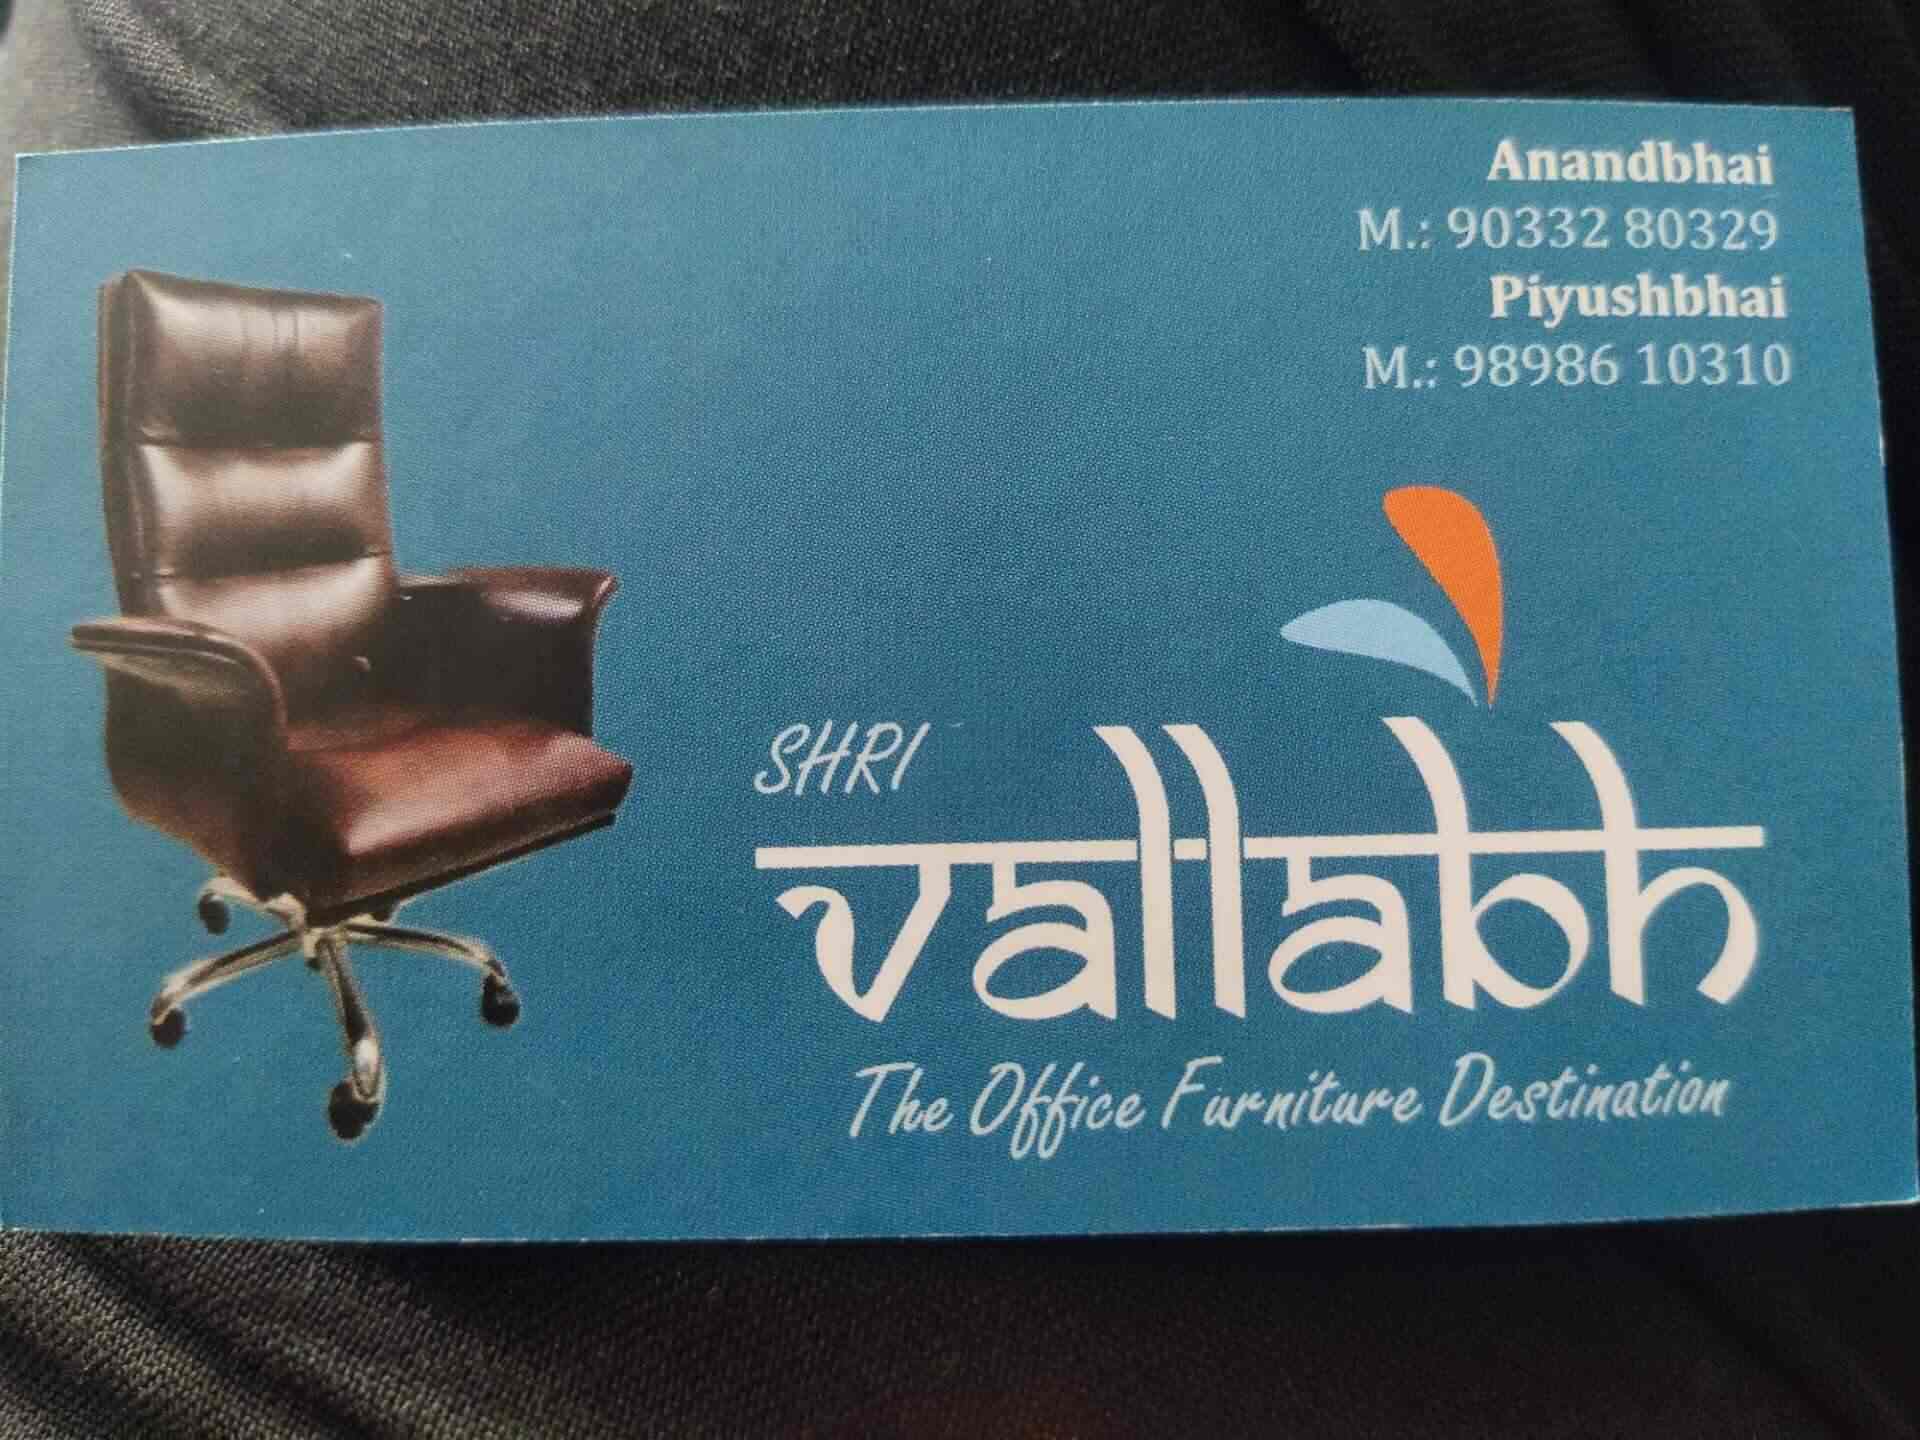 Anandbhai
M.: 90332 80329
Piyushbhai
M.: 98986 10310
SHRI
vallabh
The Office Furniture Destination